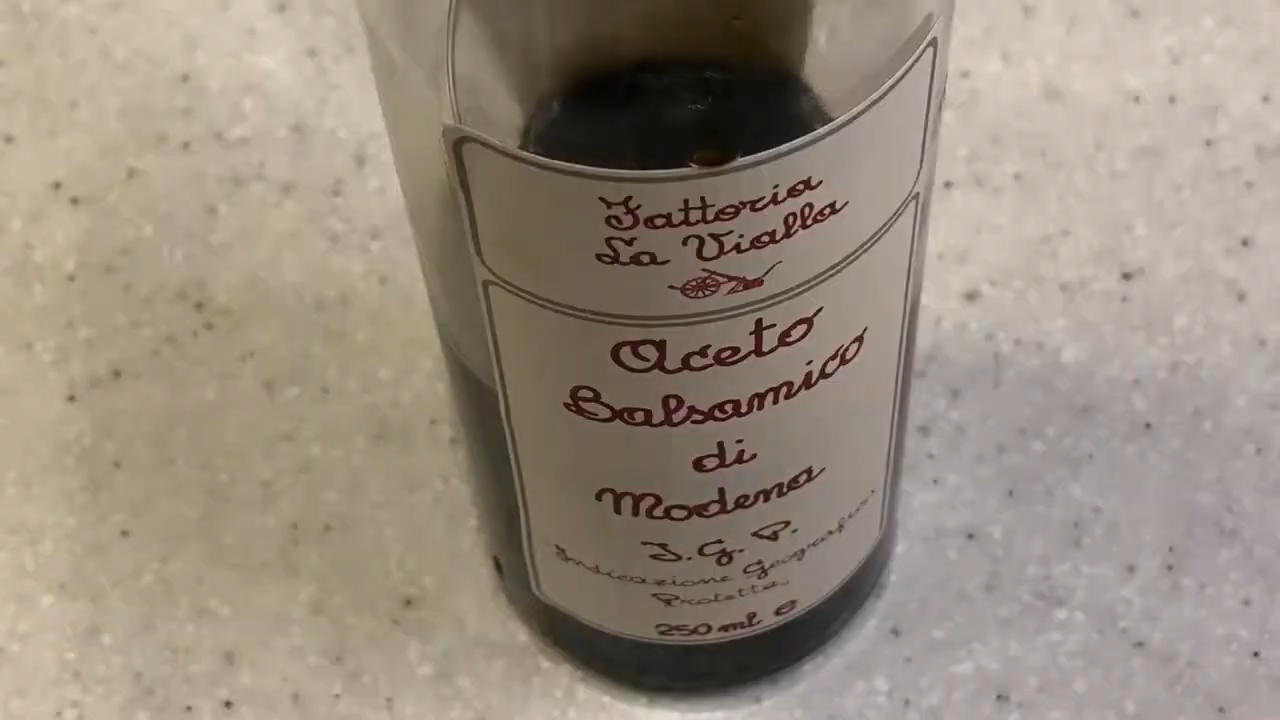 Fattoria
La Vialla
Aceto
Balsamico
di
Modena
I.G.P.
Indicazione Geografica
Protetta
250 ml e